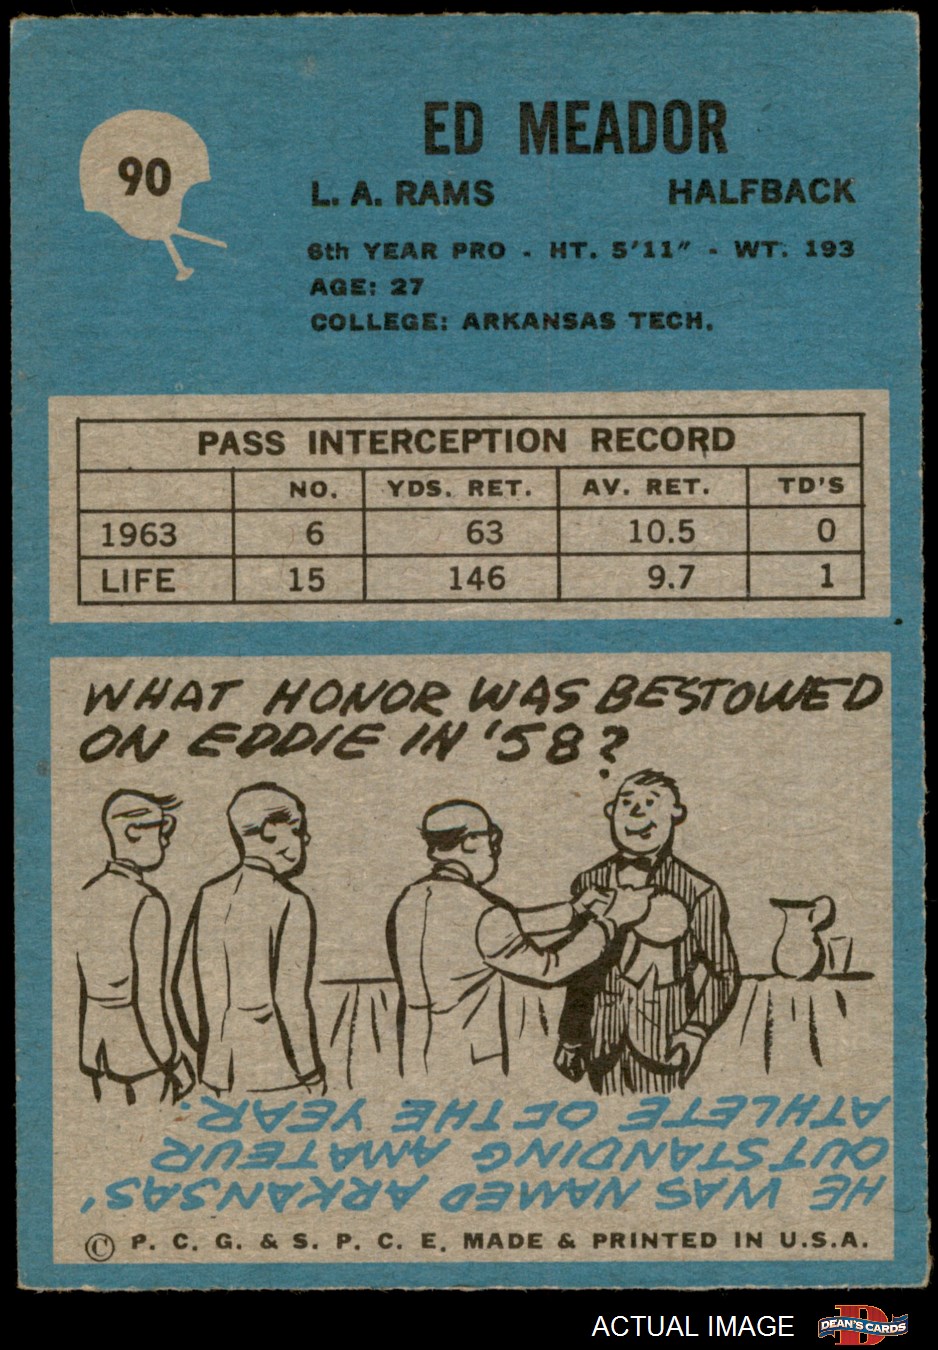 90
ED MEADOR
L. A. RAMS HALFBACK
6th YEAR PRO - HT. 5'11" - WT. 193
AGE: 27
COLLEGE: ARKANSAS TECH.
PASS INTERCEPTION RECORD
NO. YDS. RET. AV. RET. TD'S
1963 6 63 10.5 0
LIFE 15 146 9.7 1
WHAT HONOR WAS BESTOWED
ON EDDIE IN '58?
HE WAS NAMED ARKANSAS'
OUTSTANDING AMATEUR
ATHLETE OF THE YEAR.
© P. C. G. & S. P. C. E. MADE & PRINTED IN U.S.A.
ACTUAL IMAGE
DEAN'S CARDS